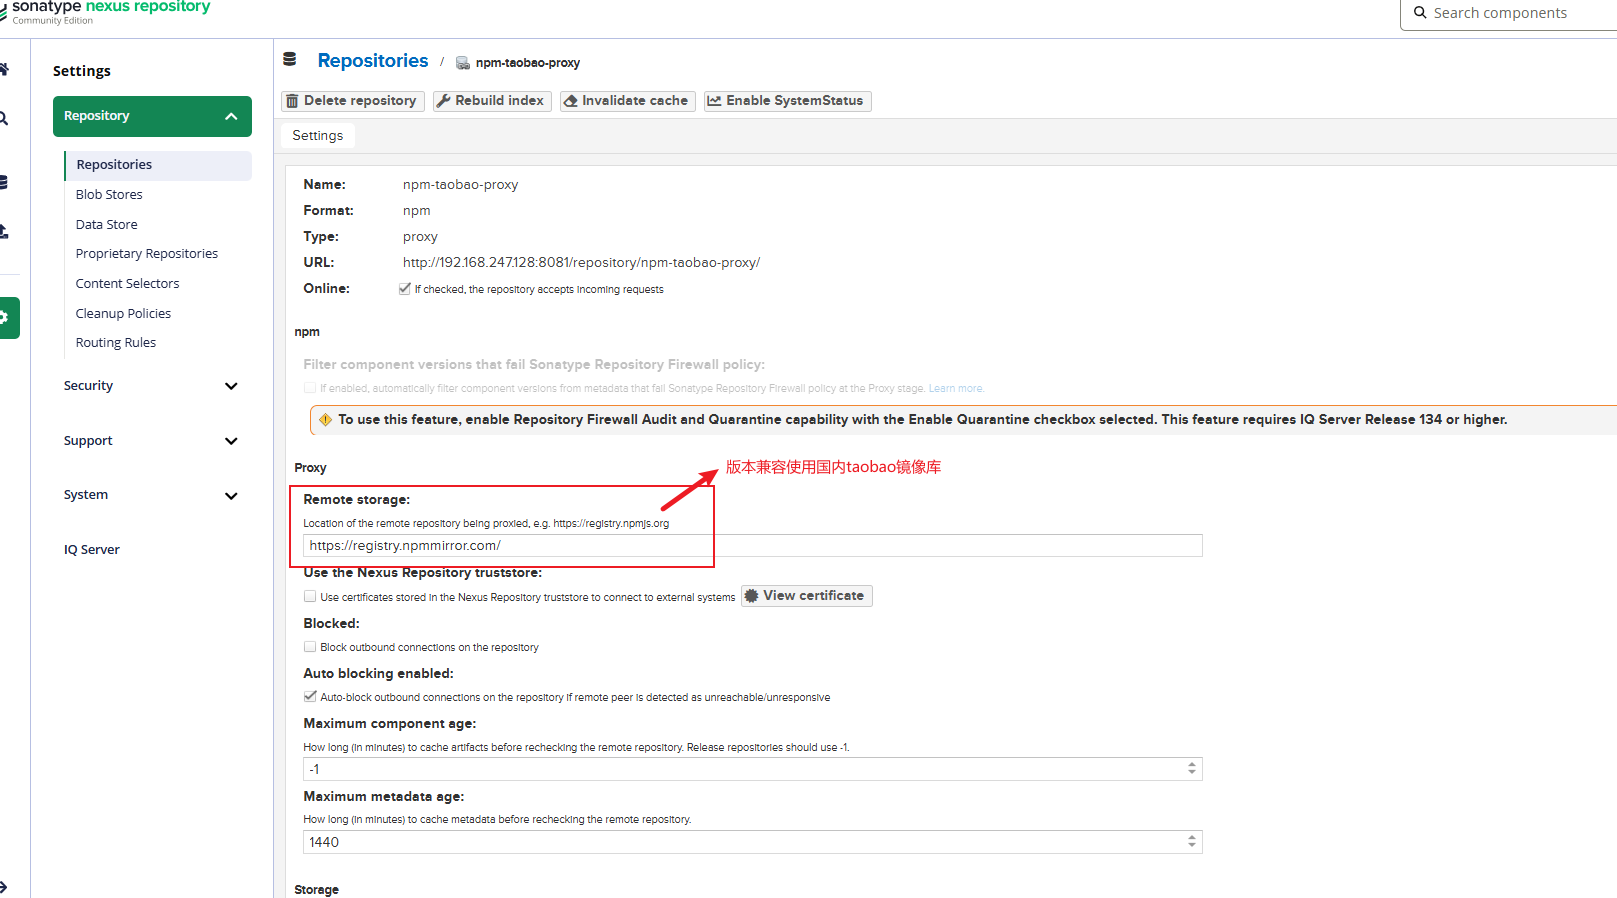 sonatype nexus repository
Community Edition
Search components
Settings
Repository
Repositories
Blob Stores
Data Store
Proprietary Repositories
Content Selectors
Cleanup Policies
Routing Rules
Security
Support
System
IQ Server
Repositories / npm-taobao-proxy
Delete repository Rebuild index Invalidate cache Enable SystemStatus
Settings
Name: npm-taobao-proxy
Format: npm
Type: proxy
URL: http://192.168.247.128:8081/repository/npm-taobao-proxy/
Online: If checked, the repository accepts incoming requests
npm
Filter component versions that fail Sonatype Repository Firewall policy:
If enabled, automatically filter component versions from metadata that fail Sonatype Repository Firewall policy at the Proxy stage. Learn more.
To use this feature, enable Repository Firewall Audit and Quarantine capability with the Enable Quarantine checkbox selected. This feature requires IQ Server Release 134 or higher.
版本兼容使用国内taobao镜像库
Proxy
Remote storage:
Location of the remote repository being proxied, e.g. https://registry.npmjs.org
https://registry.npmmirror.com/
Use the Nexus Repository truststore:
Use certificates stored in the Nexus Repository truststore to connect to external systems View certificate
Blocked:
Block outbound connections on the repository
Auto blocking enabled:
Auto-block outbound connections on the repository if remote peer is detected as unreachable/unresponsive
Maximum component age:
How long (in minutes) to cache artifacts before rechecking the remote repository. Release repositories should use -1.
-1
Maximum metadata age:
How long (in minutes) to cache metadata before rechecking the remote repository.
1440
Storage